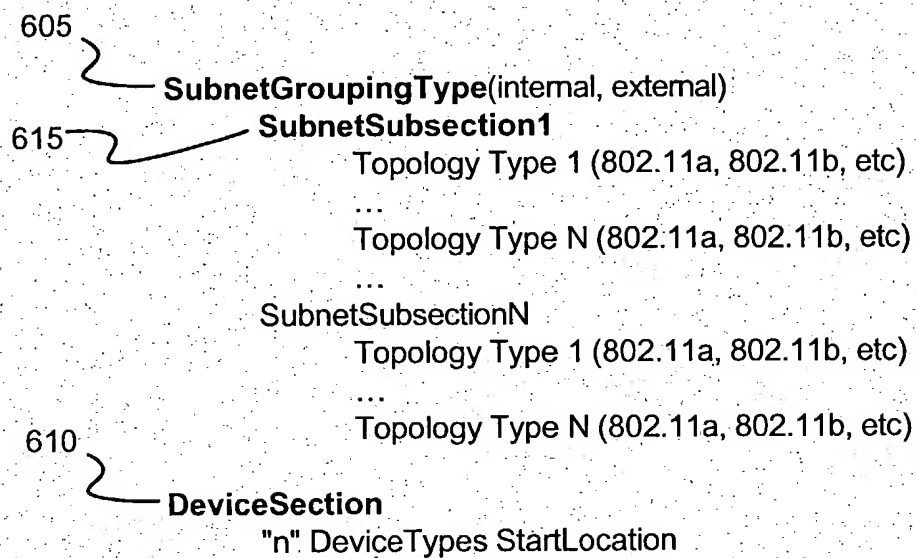 605
SubnetGroupingType(internal, external)
615
SubnetSubsection1
Topology Type 1 (802.11a, 802.11b, etc)
...
Topology Type N (802.11a, 802.11b, etc)
...
SubnetSubsectionN
Topology Type 1 (802.11a, 802.11b, etc)
...
Topology Type N (802.11a, 802.11b, etc)
610
DeviceSection
"n" DeviceTypes StartLocation